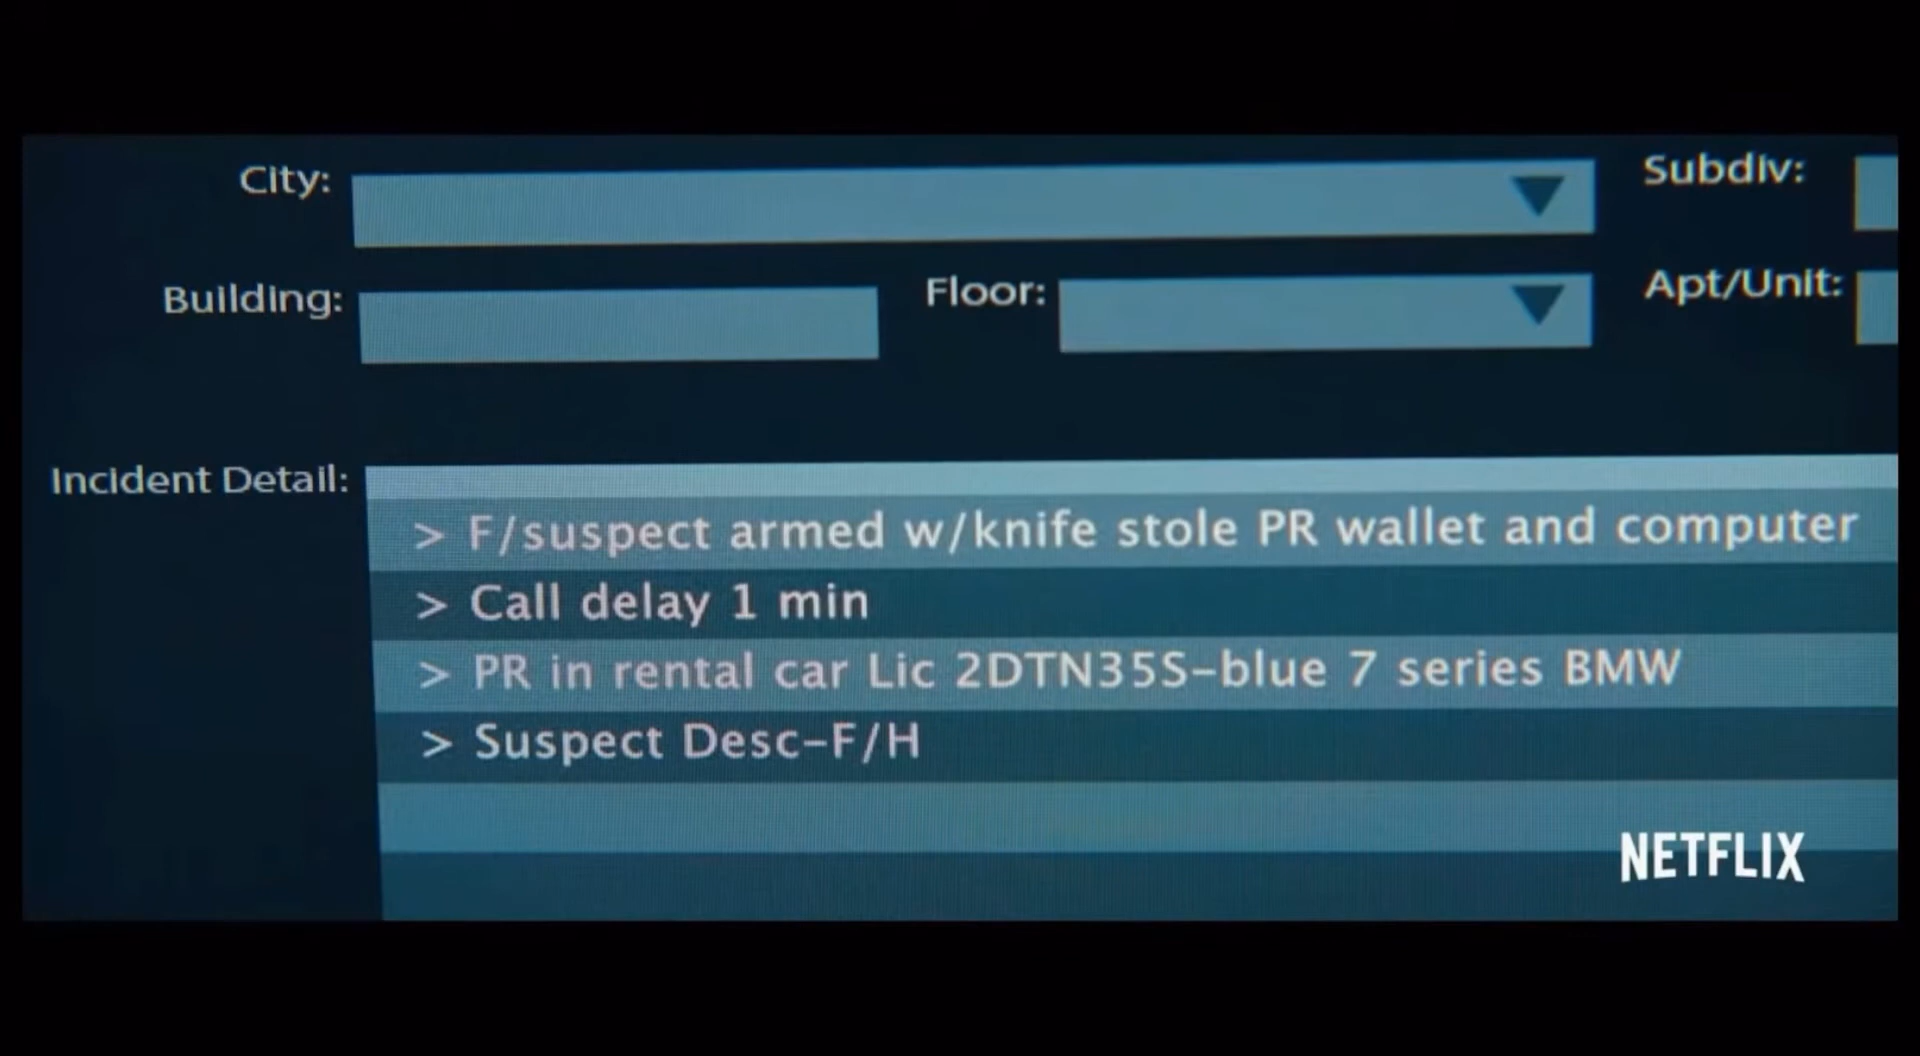 City:
Subdiv:
Building:
Floor:
Apt/Unit:
Incident Detail:
> F/suspect armed w/knife stole PR wallet and computer
> Call delay 1 min
> PR in rental car Lic 2DTN35S-blue 7 series BMW
> Suspect Desc-F/H
NETFLIX